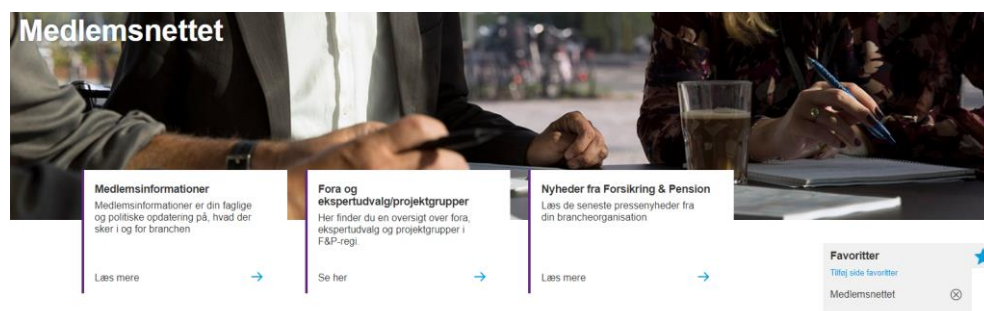 Medlemsnettet
Medlemsinformationer
Medlemsinformationer er din faglige
og politiske opdatering på, hvad der
sker i og for branchen
Læs mere
Fora og
ekspertudvalg/projektgrupper
Her finder du en oversigt over fora,
ekspertudvalg og projektgrupper i
F&P-regi.
Se her
Nyheder fra Forsikring & Pension
Læs de seneste pressenyheder fra
din brancheorganisation
Læs mere
Favoritter
Tilføj side favoritter
Medlemsnettet